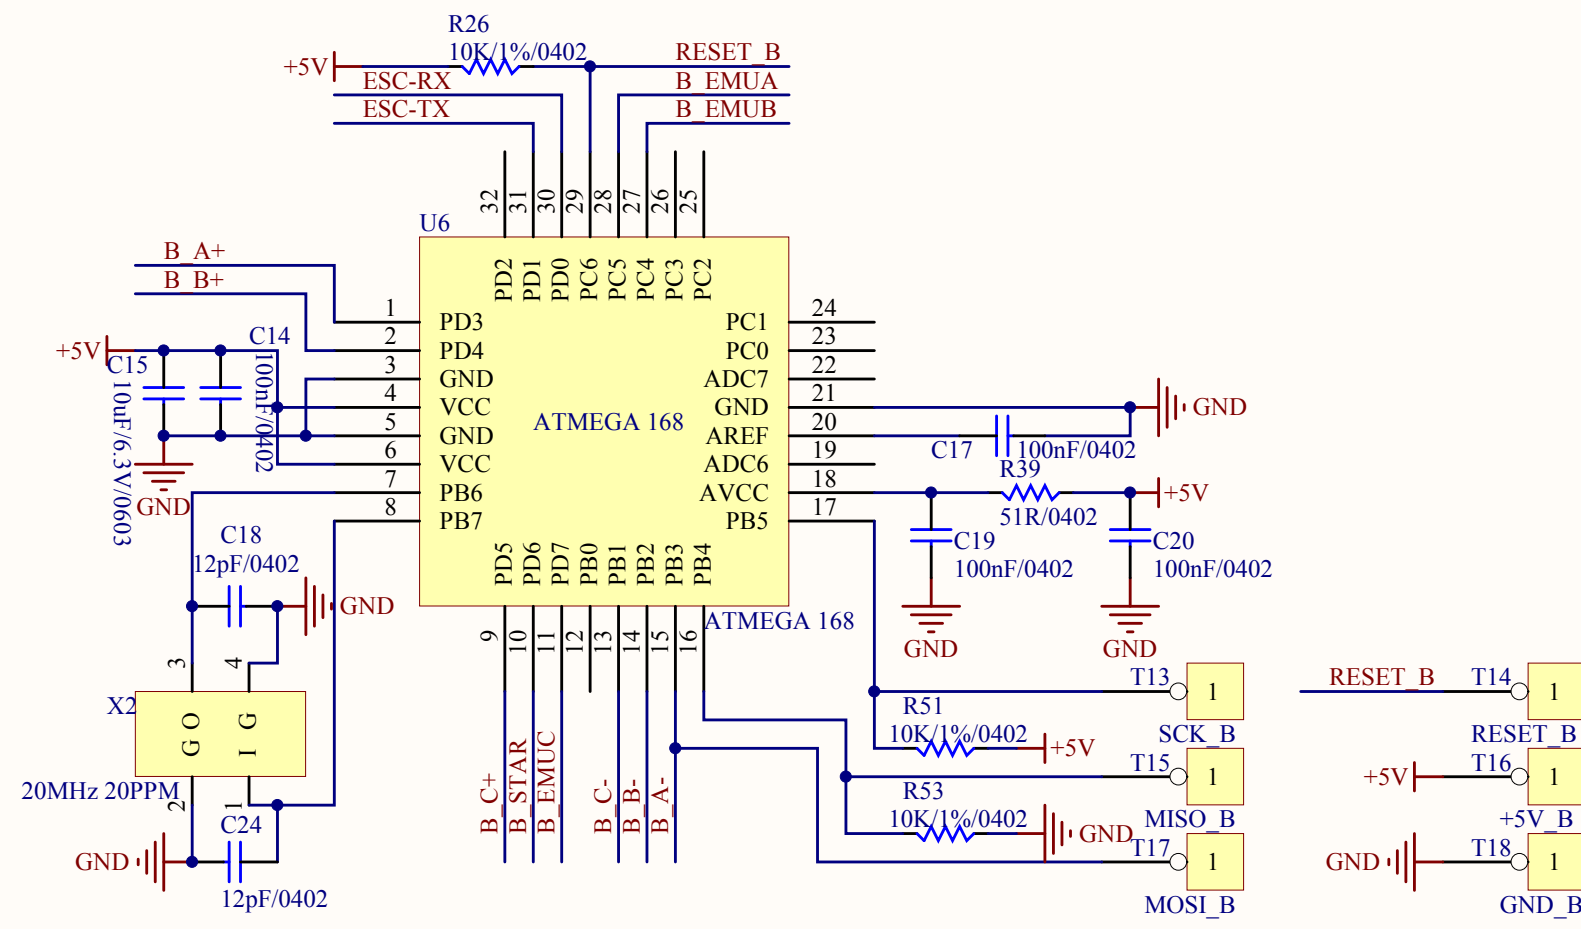 R26
10K/1%/0402
+5V
RESET_B
ESC-RX
B_EMUA
ESC-TX
B_EMUB
32
31
30
29
28
27
26
25
U6
PD2
PD1
PD0
PC6
PC5
PC4
PC3
PC2
B_A+
B_B+
1
PD3
2
PD4
3
GND
4
VCC
5
GND
6
VCC
7
PB6
8
PB7
PC1
24
PC0
23
ADC7
22
GND
21
AREF
20
ADC6
19
AVCC
18
PB5
17
ATMEGA 168
+5V
C15
10uF/6.3V/0603
C14
100nF/0402
GND
GND
C17
100nF/0402
R39
51R/0402
+5V
C19
100nF/0402
C20
100nF/0402
GND
GND
C18
12pF/0402
GND
PD5
PD6
PD7
PB0
PB1
PB2
PB3
PB4
ATMEGA 168
9
10
11
12
13
14
15
16
3
4
X2
G O
I G
20MHz 20PPM
2
1
C24
GND
12pF/0402
B_C+
B_STAR
B_EMUC
B_C-
B_B-
B_A-
R51
10K/1%/0402
+5V
R53
10K/1%/0402
GND
T13
1
SCK_B
T15
1
MISO_B
T17
1
MOSI_B
RESET_B
T14
1
RESET_B
+5V
T16
1
+5V_B
GND
T18
1
GND_B